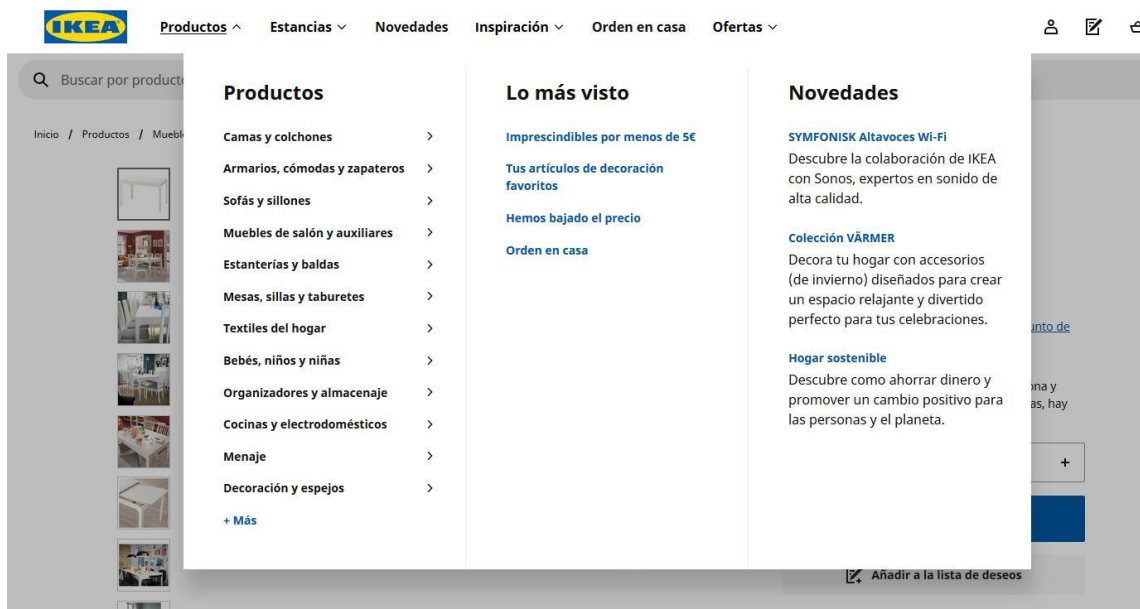 IKEA
Productos
Estancias
Novedades
Inspiración
Orden en casa
Ofertas
Buscar por producto
Inicio / Productos /
Productos
Camas y colchones
Armarios, cómodas y zapateros
Sofás y sillones
Muebles de salón y auxiliares
Estanterías y baldas
Mesas, sillas y taburetes
Textiles del hogar
Bebés, niños y niñas
Organizadores y almacenaje
Cocinas y electrodomésticos
Menaje
Decoración y espejos
+ Más
Lo más visto
Imprescindibles por menos de 5€
Tus artículos de decoración
favoritos
Hemos bajado el precio
Orden en casa
Novedades
SYMFONISK Altavoces Wi-Fi
Descubre la colaboración de IKEA
con Sonos, expertos en sonido de
alta calidad.
Colección VÄRMER
Decora tu hogar con accesorios
(de invierno) diseñados para crear
un espacio relajante y divertido
perfecto para tus celebraciones.
Hogar sostenible
Descubre como ahorrar dinero y
promover un cambio positivo para
las personas y el planeta.
unto de
ona y
as, hay
+
Añadir a la lista de deseos